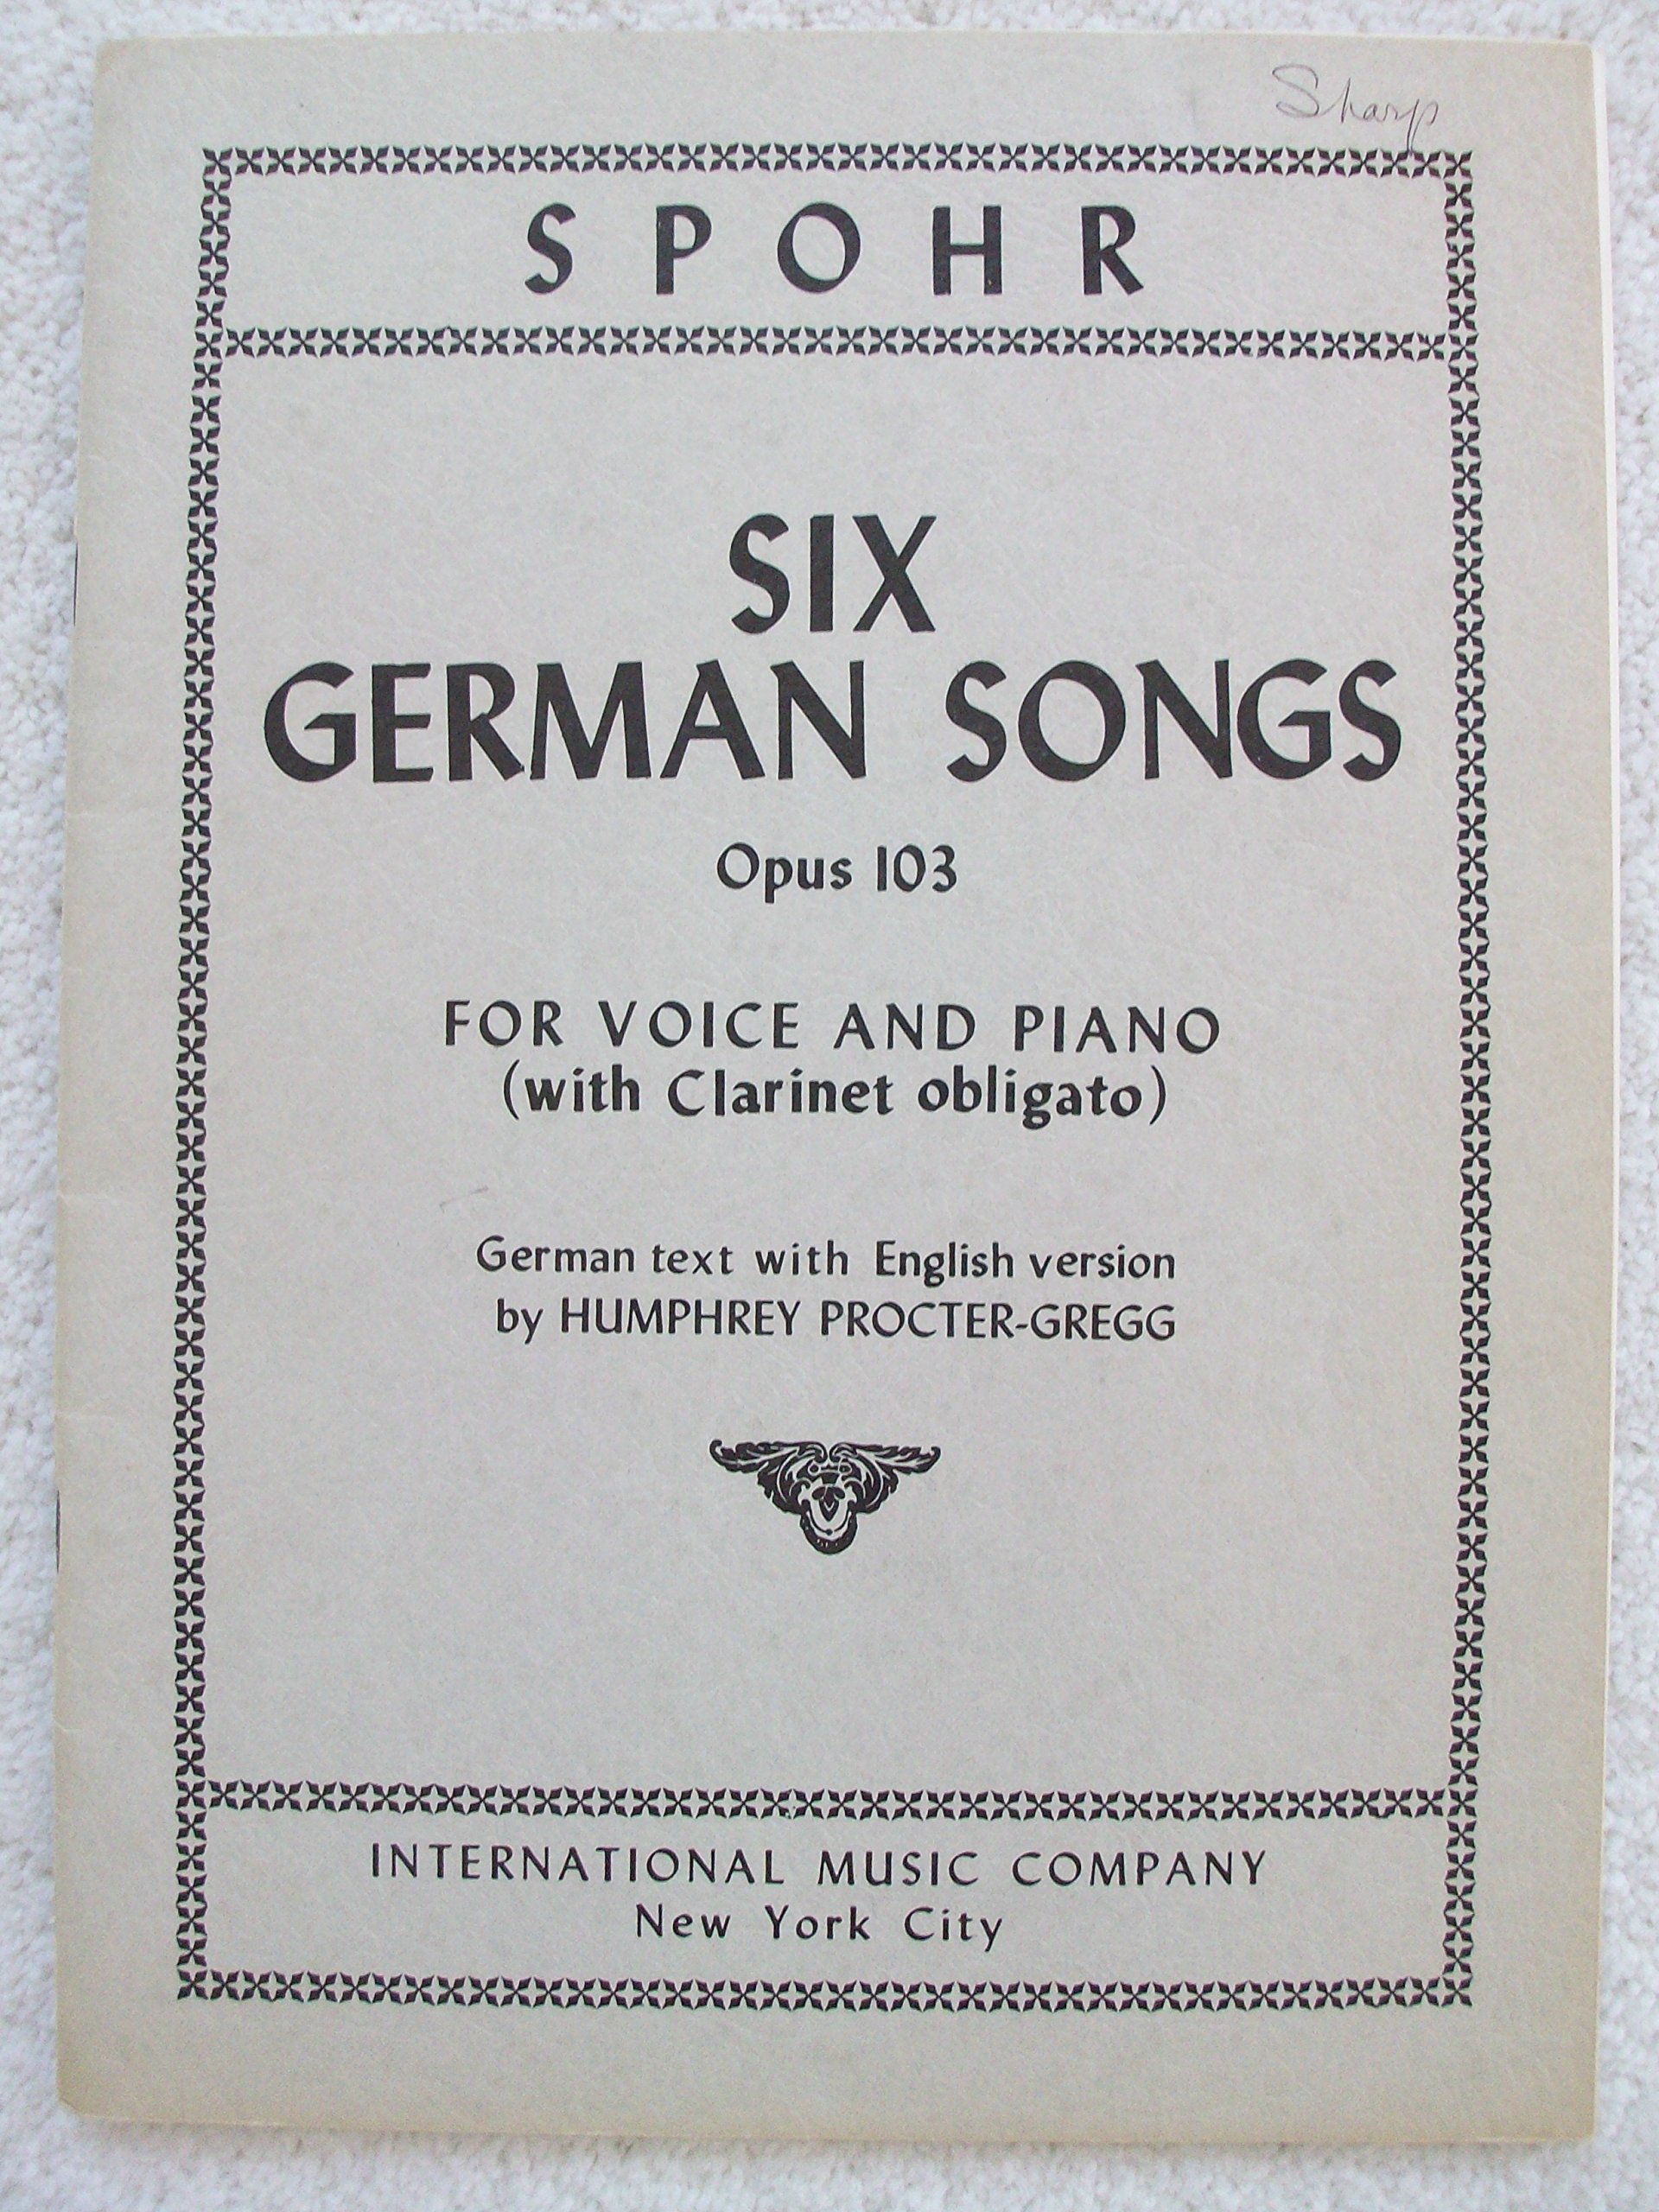 Sharp
SPOHR
SIX
GERMAN SONGS
Opus 103
FOR VOICE AND PIANO
(with Clarinet obligato)
German text with English version
by HUMPHREY PROCTER-GREGG
INTERNATIONAL MUSIC COMPANY
New York City